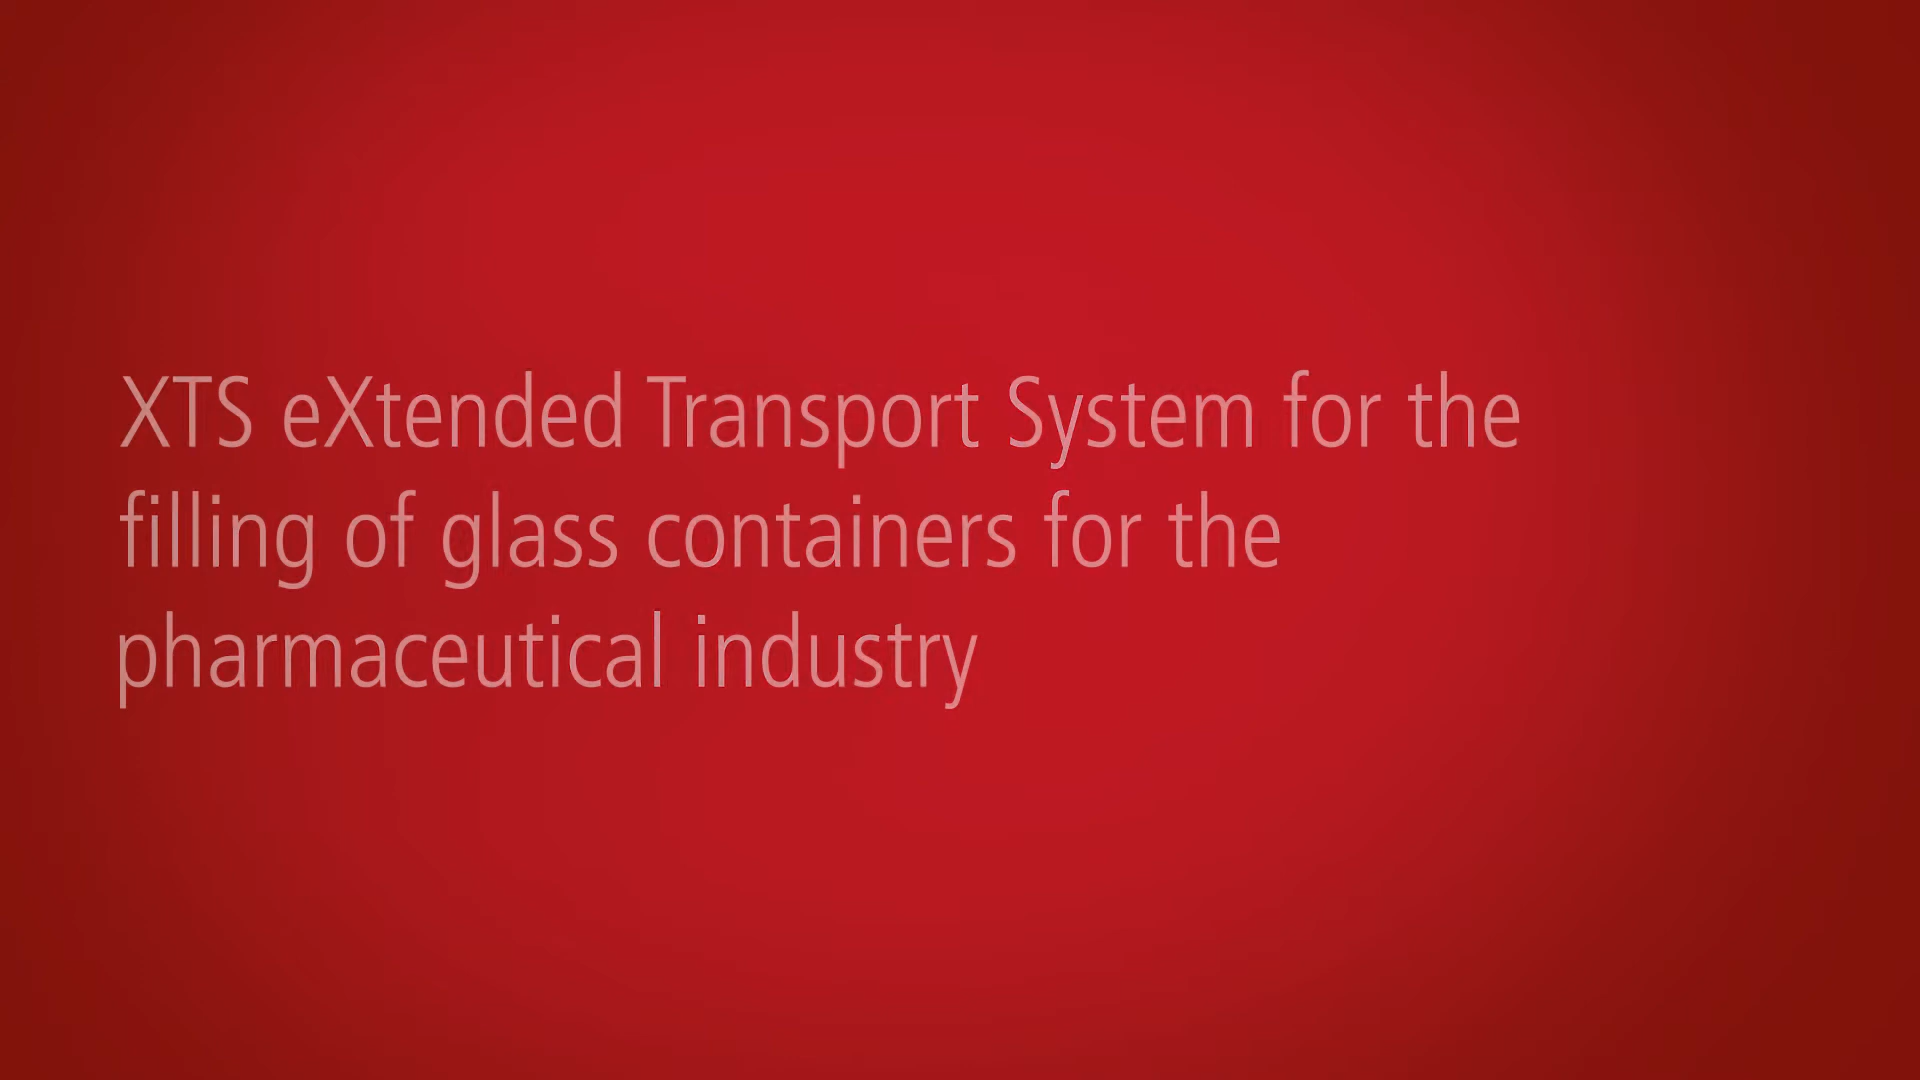 XTS eXtended Transport System for the
filling of glass containers for the
pharmaceutical industry